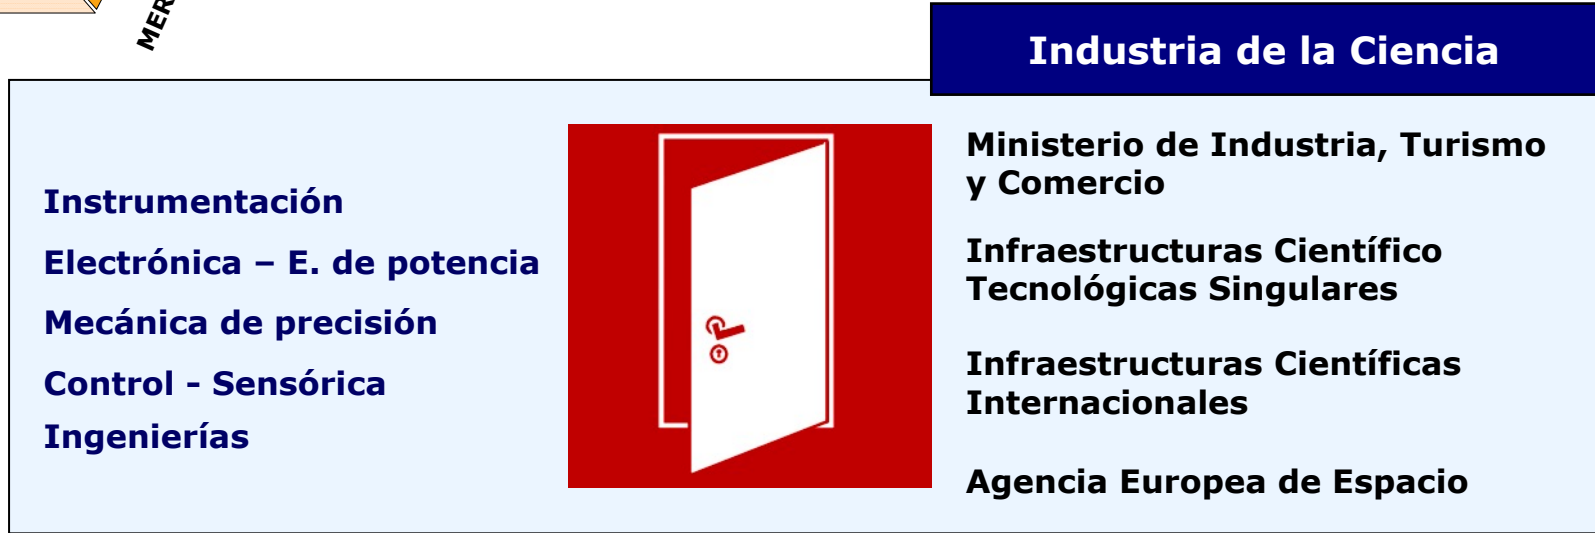 MER
Industria de la Ciencia
Instrumentación
Electrónica – E. de potencia
Mecánica de precisión
Control - Sensórica
Ingenierías
Ministerio de Industria, Turismo
y Comercio
Infraestructuras Científico
Tecnológicas Singulares
Infraestructuras Científicas
Internacionales
Agencia Europea de Espacio